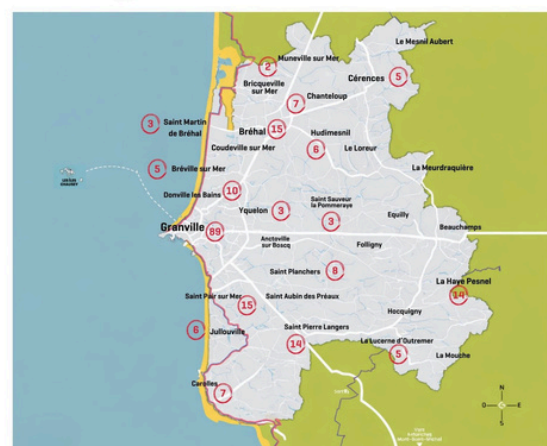 Le Mesnil Aubert
Muneville sur Mer
2
Cérences
5
Bricqueville
sur Mer
Chanteloup
7
3
Saint Martin
de Bréhal
Bréhal
15
Hudimesnil
6
Coudeville sur Mer
Le Loreur
5
Bréville sur Mer
La Meurdraquière
Donville les Bains
10
Yquelon
3
Saint Sauveur
la Pommeraye
3
Equilly
Granville
89
Beauchamps
Anctoville
sur Boscq
Folligny
Saint Planchers
8
La Haye Pesnel
14
Saint Pair sur Mer
15
Saint Aubin des Préaux
Hocquigny
6
Jullouville
Saint Pierre Langers
14
La Lucerne d'Outremer
5
La Mouche
Carolles
7
N
O
E
S